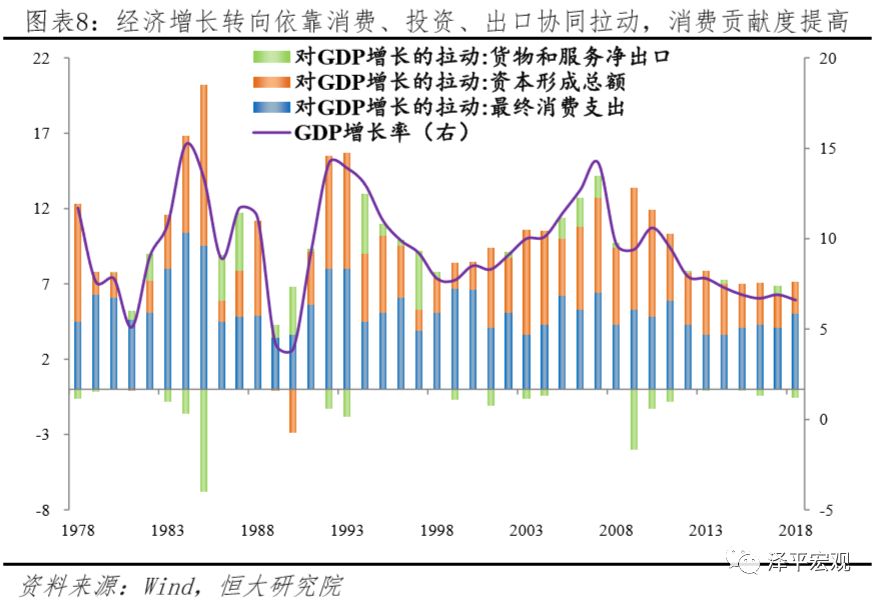 图表8：经济增长转向依靠消费、投资、出口协同拉动，消费贡献度提高
对GDP增长的拉动:货物和服务净出口
对GDP增长的拉动:资本形成总额
对GDP增长的拉动:最终消费支出
GDP增长率（右）
22
17
12
7
2
-3
-8
20
15
10
5
0
-5
1978 1983 1988 1993 1998 2003 2008 2013 2018
泽平宏观
资料来源：Wind，恒大研究院